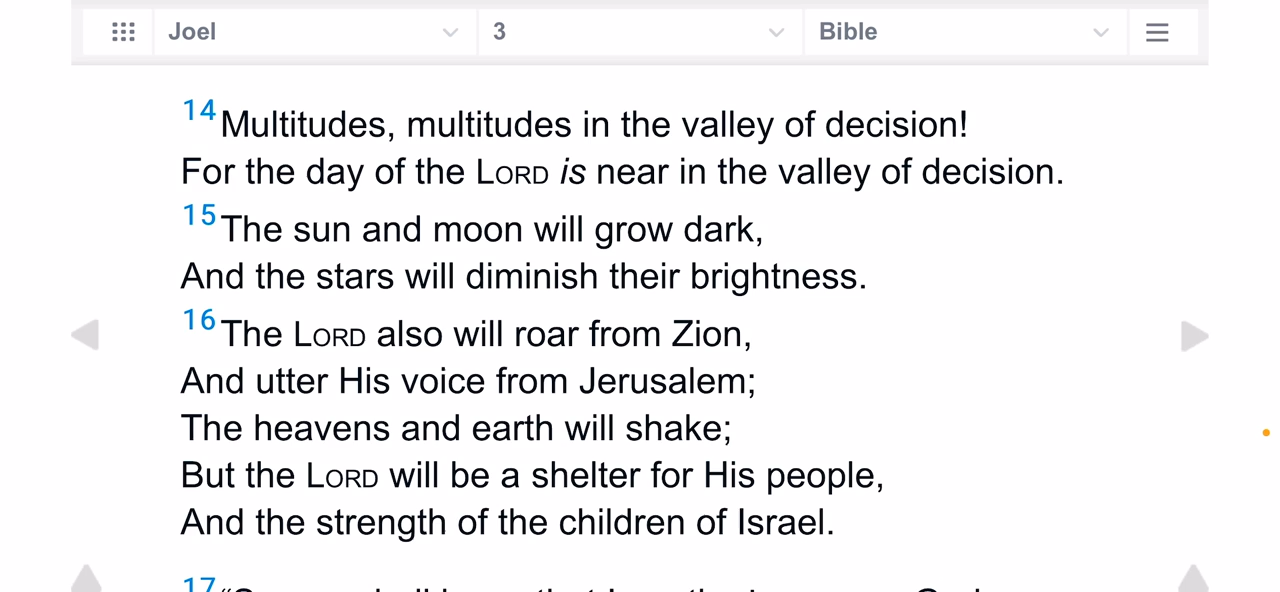 Joel 3 Bible
14 Multitudes, multitudes in the valley of decision!
For the day of the LORD is near in the valley of decision.
15 The sun and moon will grow dark,
And the stars will diminish their brightness.
16 The LORD also will roar from Zion,
And utter His voice from Jerusalem;
The heavens and earth will shake;
But the LORD will be a shelter for His people,
And the strength of the children of Israel.
17